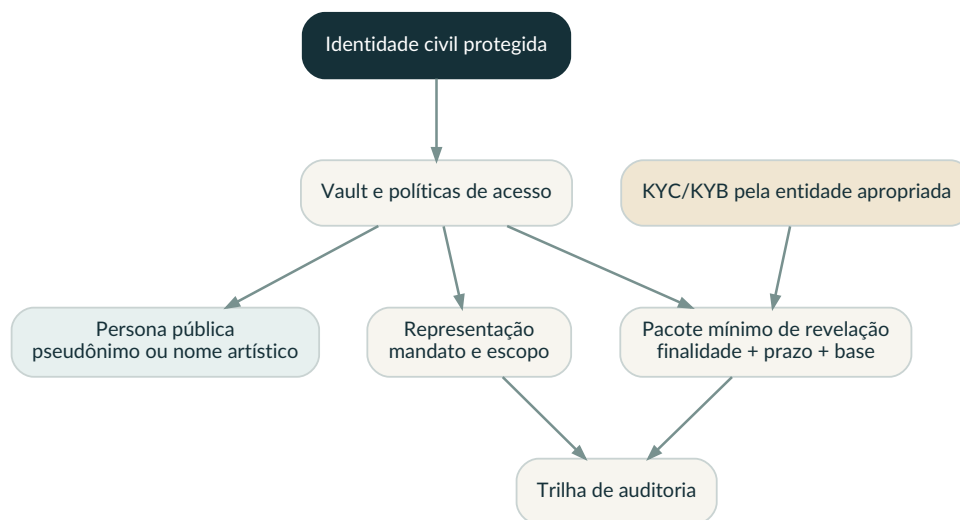 Identidade civil protegida
Vault e políticas de acesso
KYC/KYB pela entidade apropriada
Persona pública
pseudônimo ou nome artístico
Representação
mandato e escopo
Pacote mínimo de revelação
finalidade + prazo + base
Trilha de auditoria